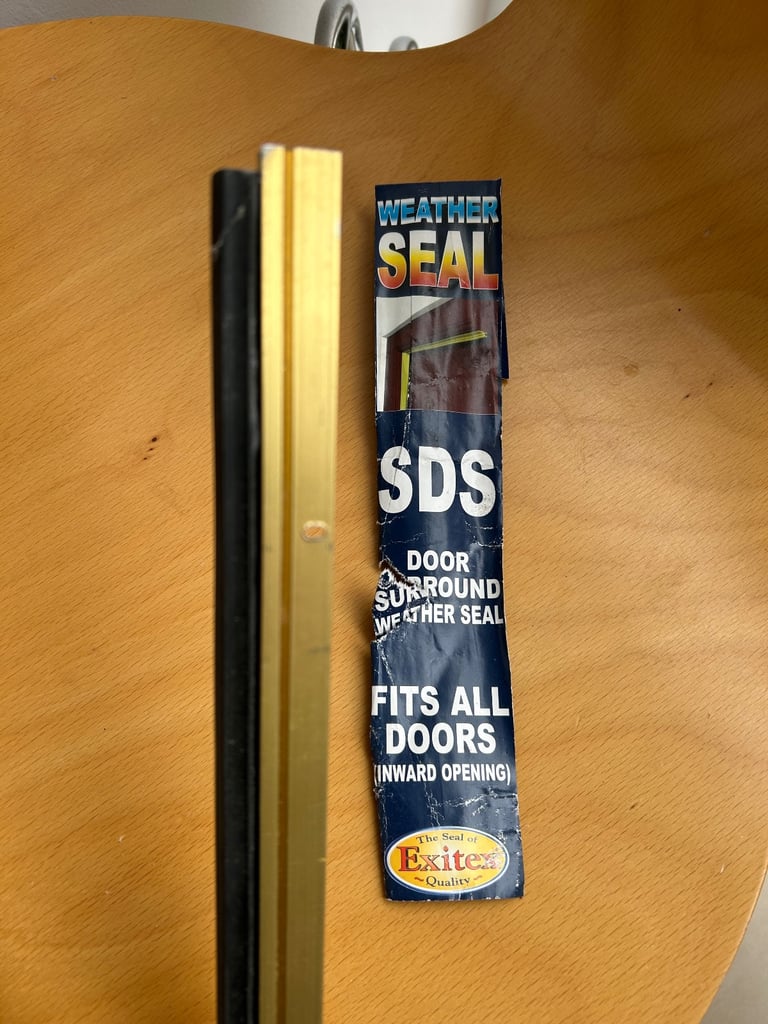 WEATHER
SEAL
SDS
DOOR
SURROUND
WEATHER SEAL
FITS ALL
DOORS
(INWARD OPENING)
The Seal of
Exitex
~ Quality ~